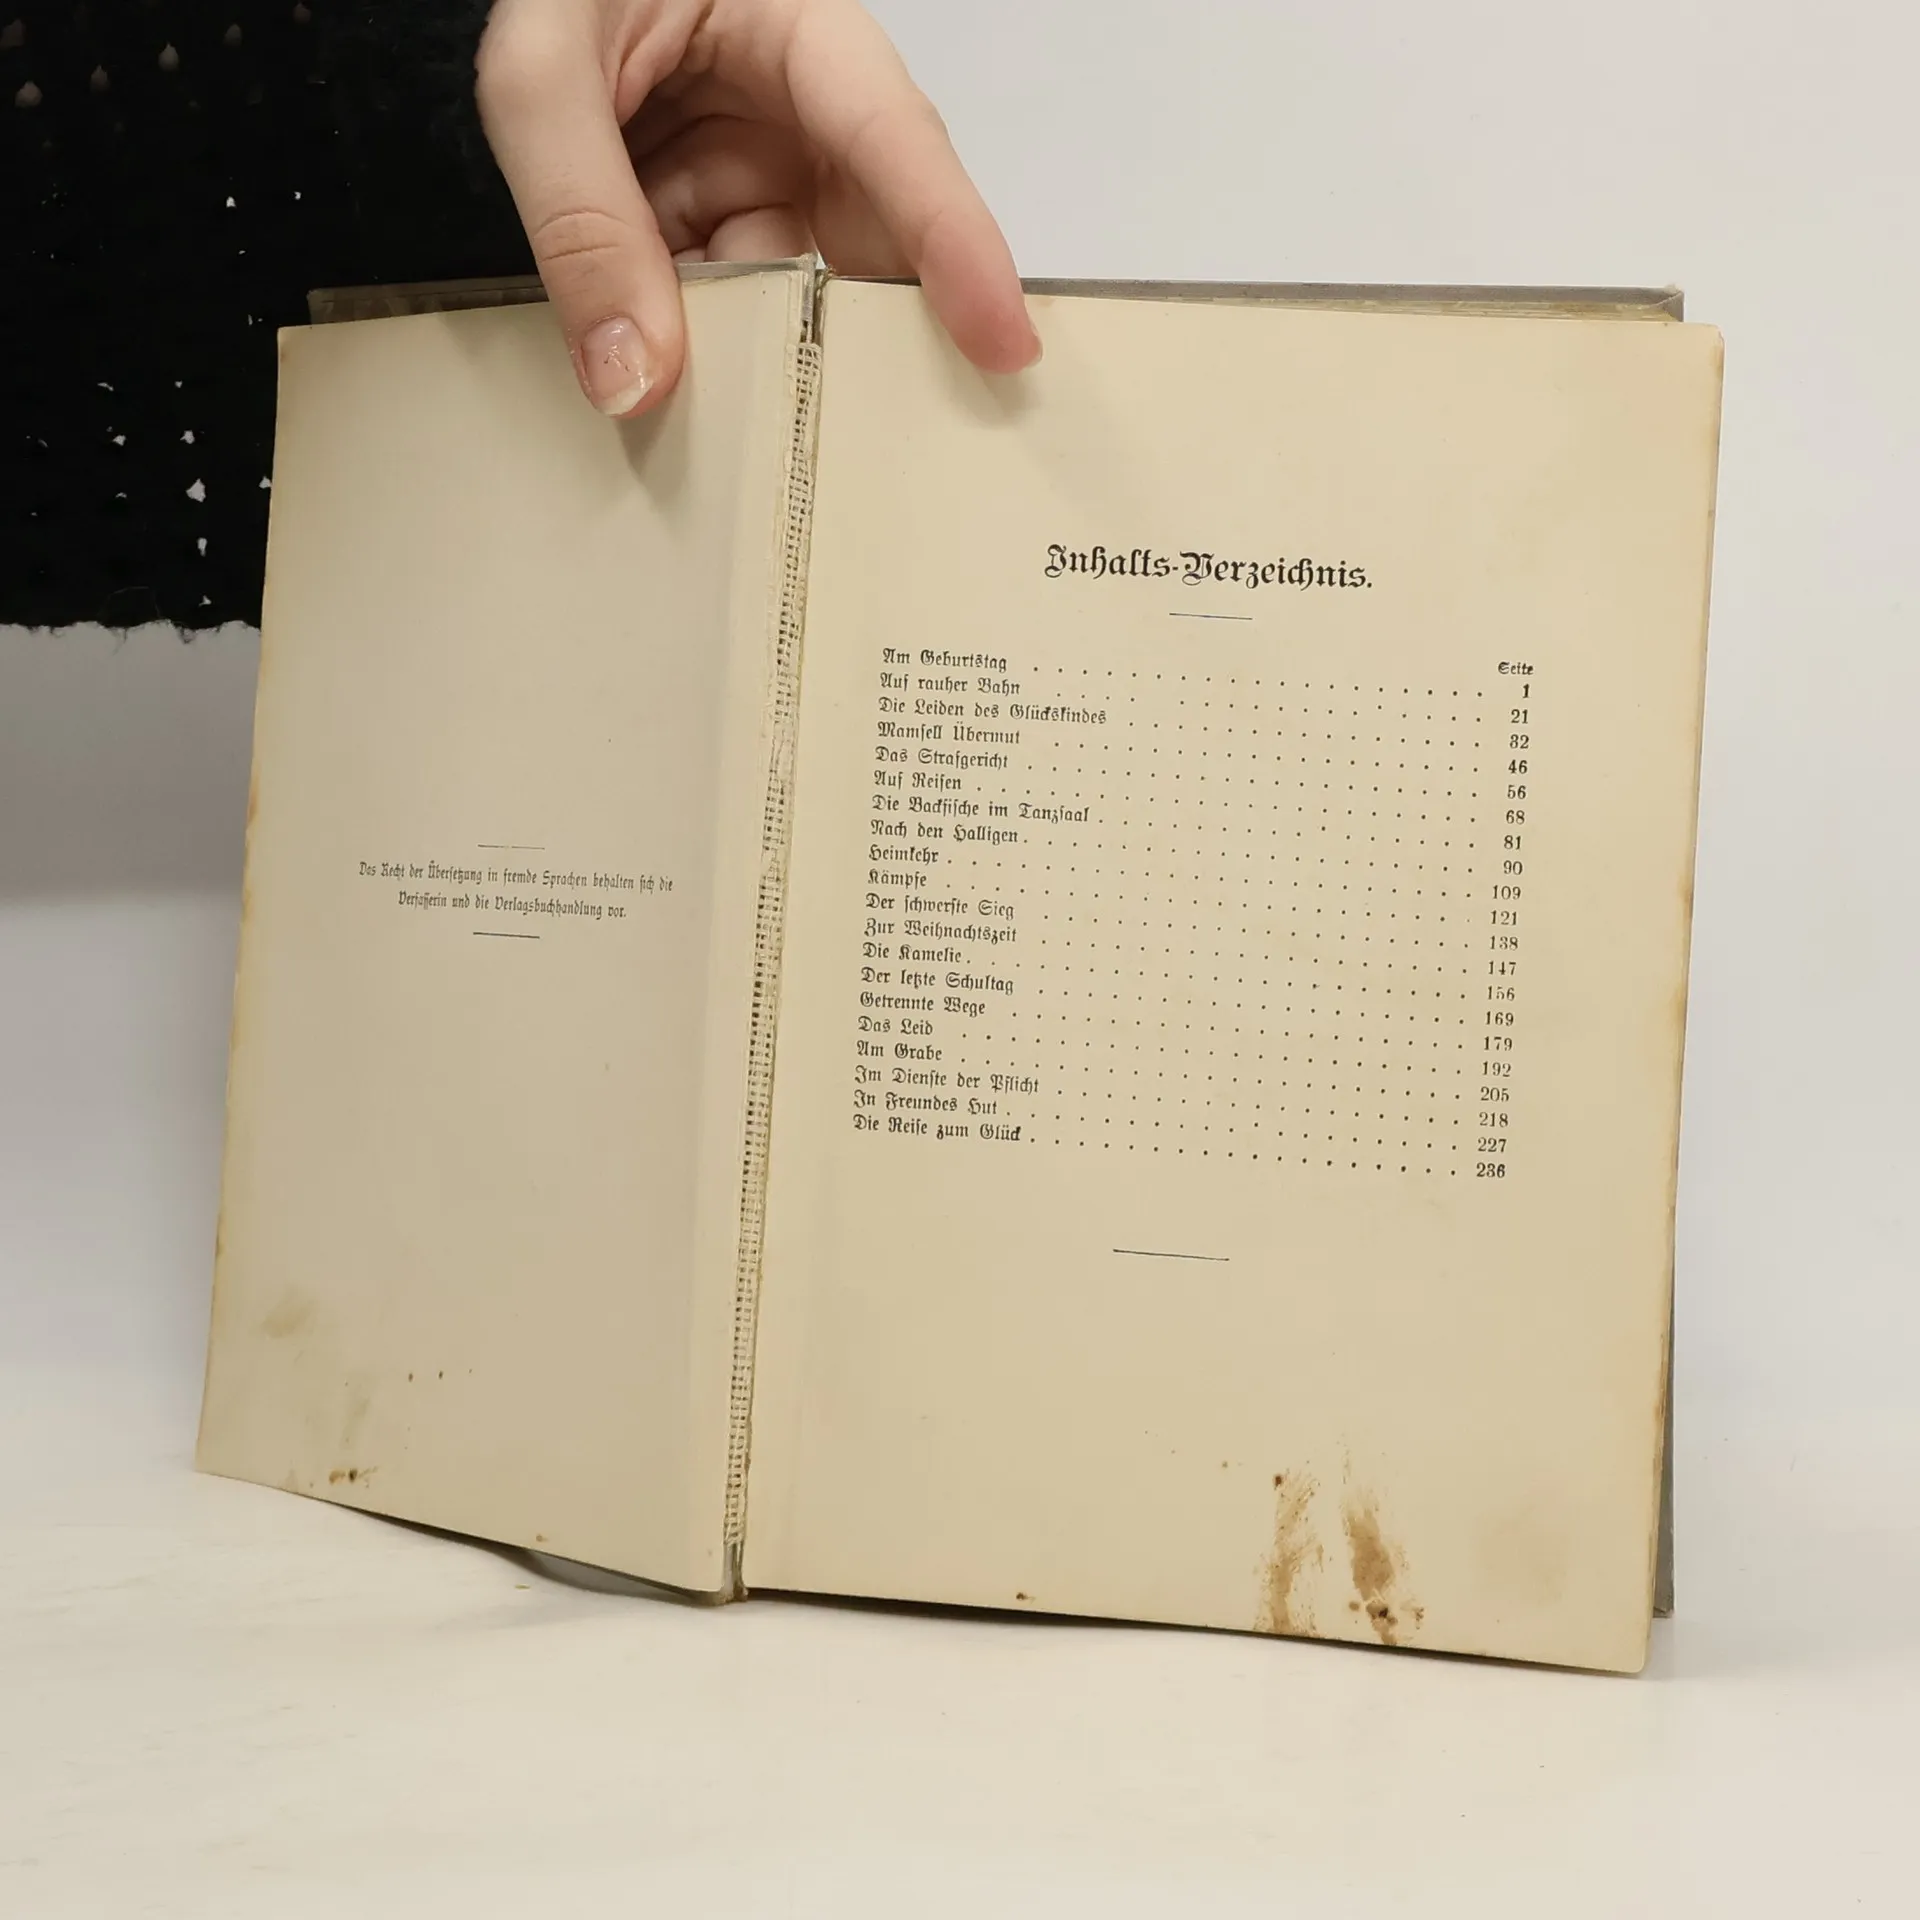 Das Recht der Übersetzung in fremde Sprachen behalten sich die
Verfasserin und die Verlagsbuchhandlung vor.
Inhalts-Verzeichnis.
Seite
Am Geburtstag . . . . . . . . . . . . . . . . . . . 1
Auf rauher Bahn . . . . . . . . . . . . . . . . . . 21
Die Leiden des Glückskindes . . . . . . . . . . . . . . . 32
Mamsell Übermut . . . . . . . . . . . . . . . . . . 46
Das Strafgericht . . . . . . . . . . . . . . . . . . . 56
Auf Reisen . . . . . . . . . . . . . . . . . . . . . 68
Die Backfische im Tanzsaal . . . . . . . . . . . . . . . . 81
Nach den Halligen . . . . . . . . . . . . . . . . . . . 90
Heimkehr . . . . . . . . . . . . . . . . . . . . . . 109
Kämpfe . . . . . . . . . . . . . . . . . . . . . . 121
Der schwerste Sieg . . . . . . . . . . . . . . . . . . 138
Zur Weihnachtszeit . . . . . . . . . . . . . . . . . . 147
Die Kamelie . . . . . . . . . . . . . . . . . . . . . 156
Der letzte Schultag . . . . . . . . . . . . . . . . . . 169
Getrennte Wege . . . . . . . . . . . . . . . . . . . 179
Das Leid . . . . . . . . . . . . . . . . . . . . . 192
Am Grabe . . . . . . . . . . . . . . . . . . . . . 205
Im Dienste der Pflicht . . . . . . . . . . . . . . . . . 218
In Freundes Hut . . . . . . . . . . . . . . . . . . . 227
Die Reise zum Glück . . . . . . . . . . . . . . . . . . 236